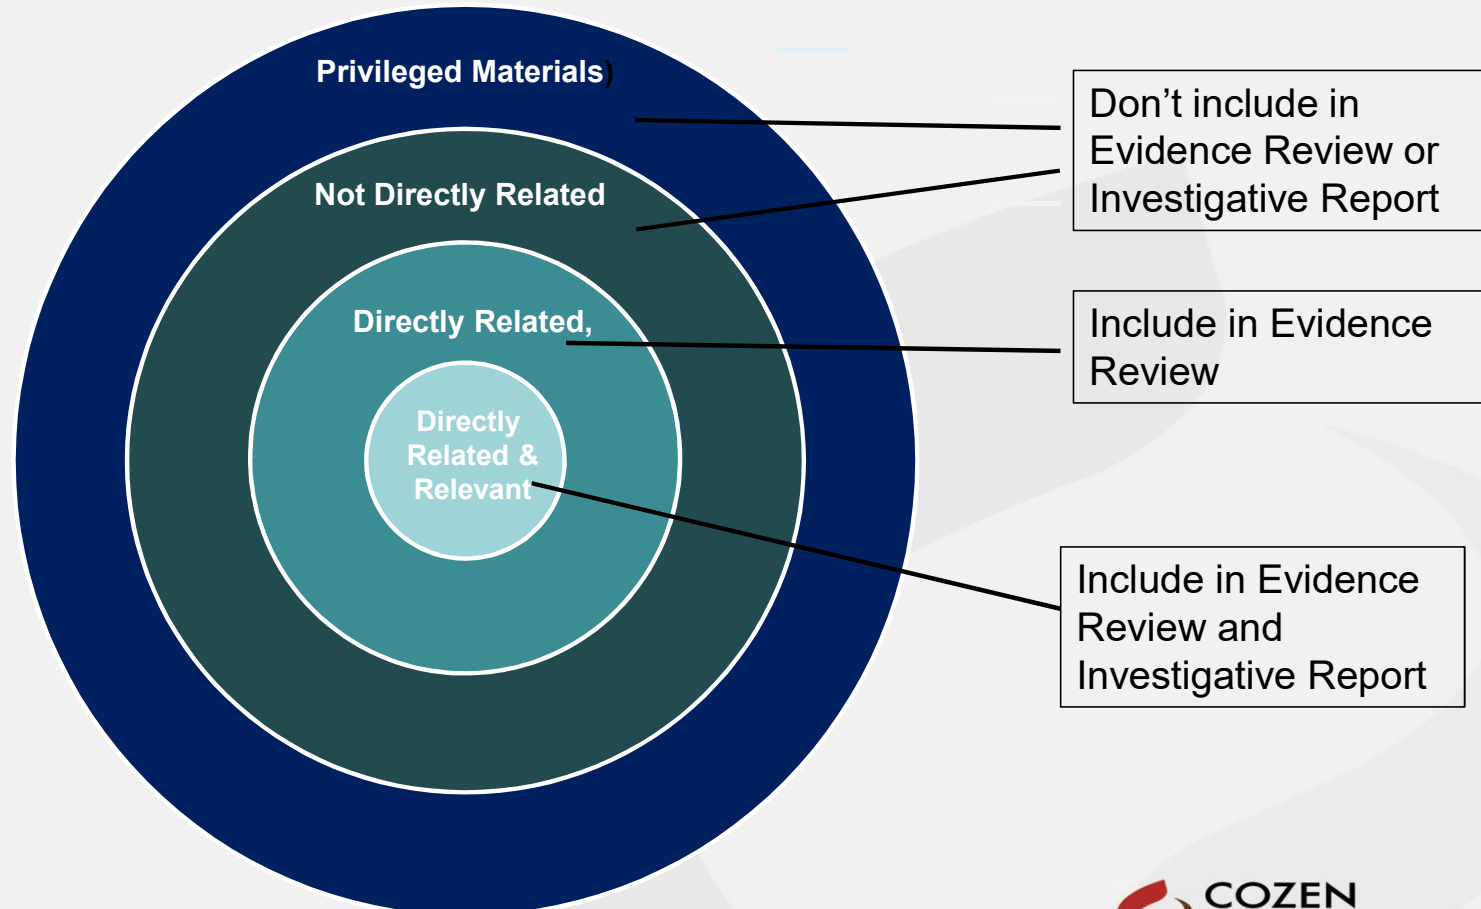 Privileged Materials)
Not Directly Related
Directly Related,
Directly
Related &
Relevant
Don’t include in
Evidence Review or
Investigative Report
Include in Evidence
Review
Include in Evidence
Review and
Investigative Report
COZEN